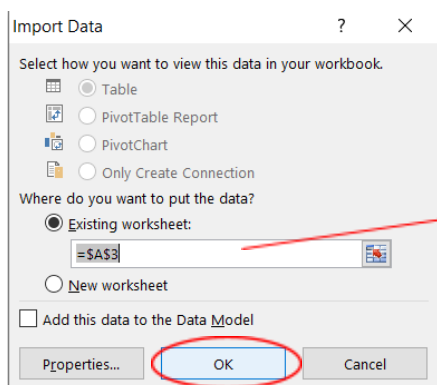 Import Data ?
Select how you want to view this data in your workbook.
Table
PivotTable Report
PivotChart
Only Create Connection
Where do you want to put the data?
Existing worksheet:
=$A$3
New worksheet
Add this data to the Data Model
Properties... OK Cancel